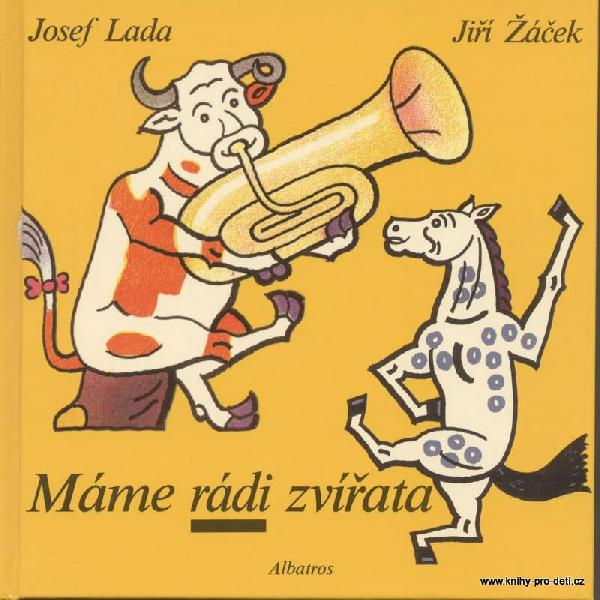 Josef Lada
Jiří Žáček
Máme rádi zvířata
Albatros
www.knihy-pro-deti.cz